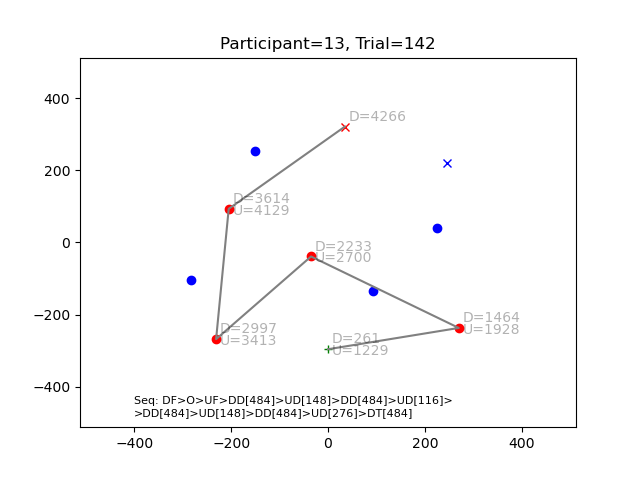 Participant=13, Trial=142
400
200
0
−200
−400
−400
−200
0
200
400
D=4266
D=3614
U=4129
D=2233
U=2700
D=1464
U=1928
D=2997
U=3413
D=261
U=1229
Seq: DF>O>UF>DD[484]>UD[148]>DD[484]>UD[116]>
>DD[484]>UD[148]>DD[484]>UD[276]>DT[484]